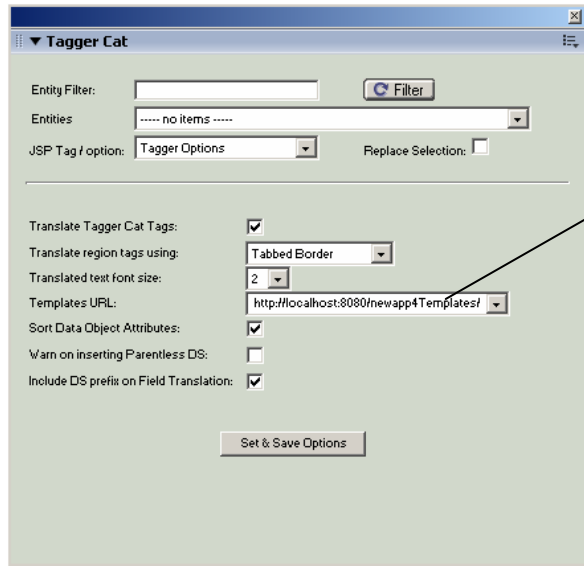 Tagger Cat
Entity Filter:
Filter
Entities
----- no items -----
JSP Tag / option:
Tagger Options
Replace Selection:
Translate Tagger Cat Tags:
Translate region tags using:
Tabbed Border
Translated text font size:
2
Templates URL:
http://localhost:8080/newapp4Templates/
Sort Data Object Attributes:
Warn on inserting Parentless DS:
Include DS prefix on Field Translation:
Set & Save Options